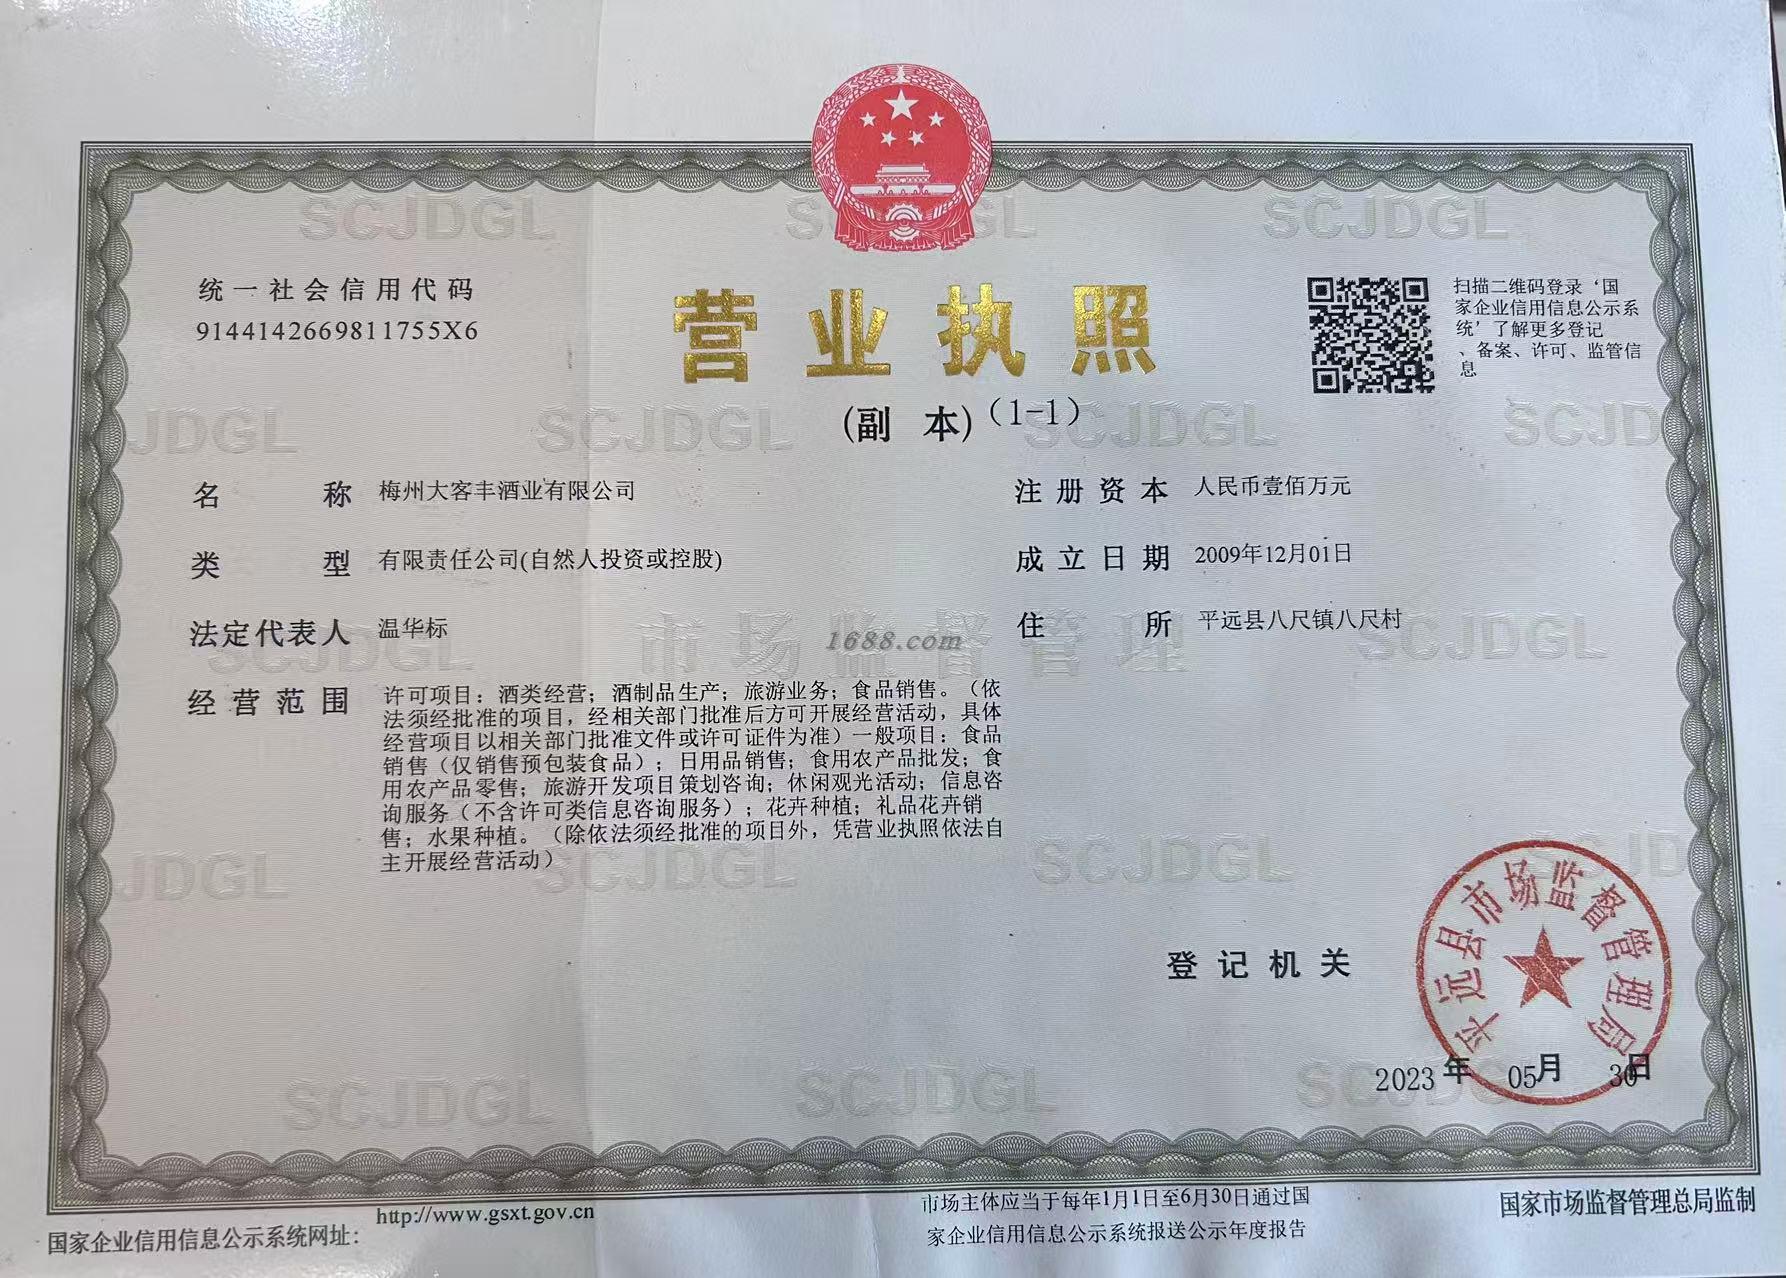 SCJDGL
SCJDGL
SCJDGL
统一社会信用代码
9144142669811755X6
营业执照
(副 本)(1-1)
扫描二维码登录‘国
家企业信用信息公示系
统’了解更多登记
、备案、许可、监管信
息
JDGL
SCJDGL
SCJDGL
SCJD
名 称 梅州大客丰酒业有限公司
注册资本 人民币壹佰万元
类 型 有限责任公司(自然人投资或控股)
成立日期 2009年12月01日
法定代表人 温华标
住 所 平远县八尺镇八尺村
SCJDGL
市场监督管理
1688.com
SCJDGL
经营范围 许可项目：酒类经营；酒制品生产；旅游业务；食品销售。（依
法须经批准的项目，经相关部门批准后方可开展经营活动，具体
经营项目以相关部门批准文件或许可证件为准）一般项目：食品
销售（仅销售预包装食品）；日用品销售；食用农产品批发；食
用农产品零售；旅游开发项目策划咨询；休闲观光活动；信息咨
询服务（不含许可类信息咨询服务）；花卉种植；礼品花卉销
售；水果种植。（除依法须经批准的项目外，凭营业执照依法自
主开展经营活动）
JDGL
SCJDGL
SCJDGL
SCJD
登记机关
平远县市场监督管理局
2023年 05月 30日
SCJDGL
SCJDGL
SCJDGL
国家企业信用信息公示系统网址：
http://www.gsxt.gov.cn
市场主体应当于每年1月1日至6月30日通过国
家企业信用信息公示系统报送公示年度报告
国家市场监督管理总局监制